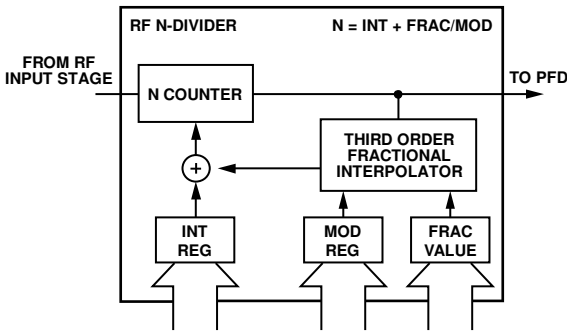 RF N-DIVIDER
N = INT + FRAC/MOD
FROM RF
INPUT STAGE
TO PFD
N COUNTER
THIRD ORDER
FRACTIONAL
INTERPOLATOR
+
INT
REG
MOD
REG
FRAC
VALUE